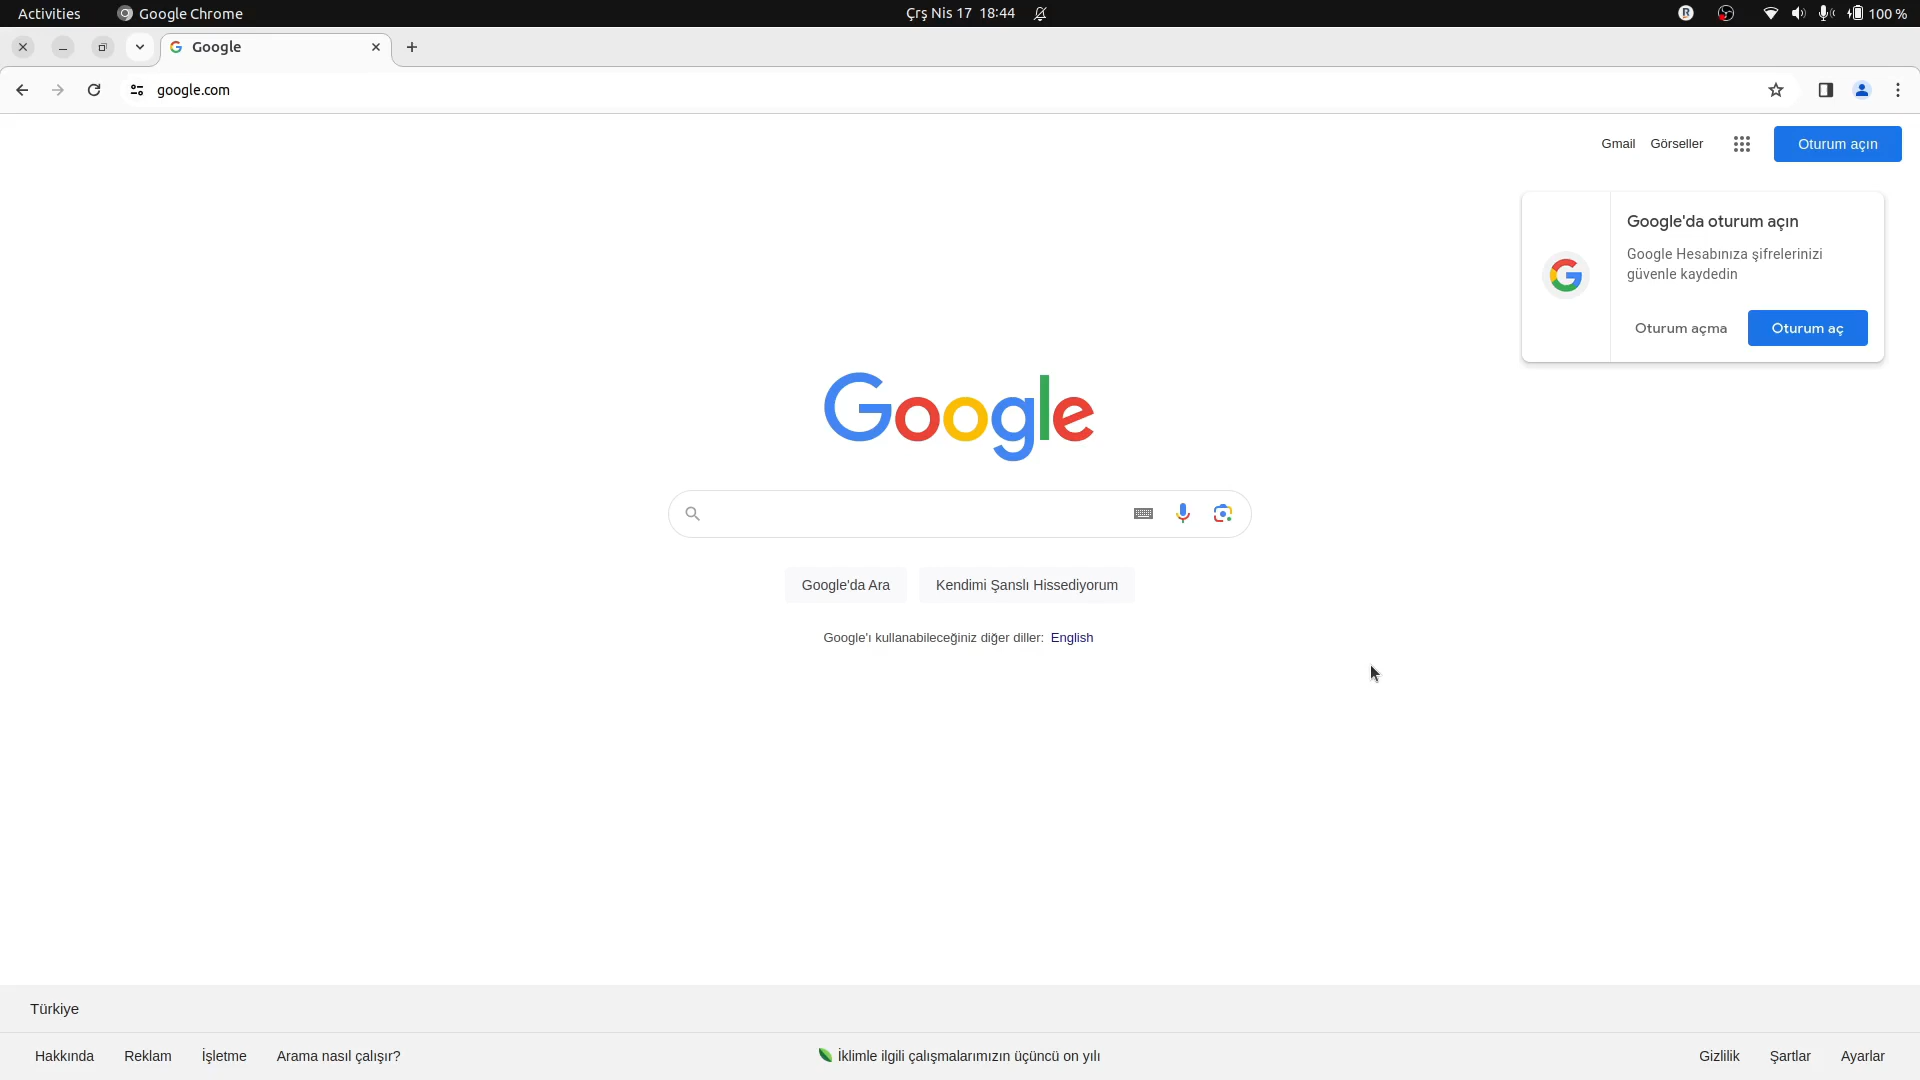 Activities
Google Chrome
Çrş Nis 17 18:44
100 %
Google
google.com
Gmail
Görseller
Oturum açın
Google'da oturum açın
Google Hesabınıza şifrelerinizi
güvenle kaydedin
Oturum açma
Oturum aç
Google
Google'da Ara
Kendimi Şanslı Hissediyorum
Google'ı kullanabileceğiniz diğer diller: English
Türkiye
Hakkında
Reklam
İşletme
Arama nasıl çalışır?
İklimle ilgili çalışmalarımızın üçüncü on yılı
Gizlilik
Şartlar
Ayarlar